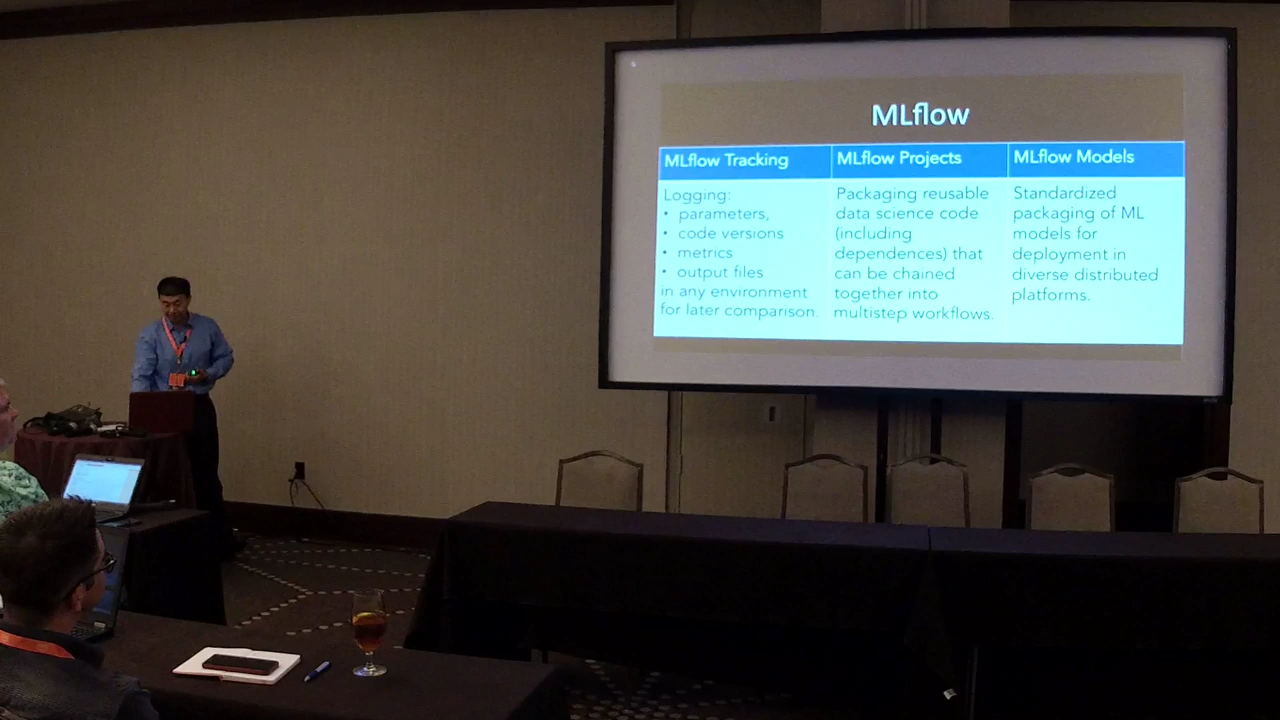 MLflow
MLflow Tracking
Logging:
• parameters,
• code versions
• metrics
• output files
in any environment
for later comparison.
MLflow Projects
Packaging reusable
data science code
(including
dependences) that
can be chained
together into
multistep workflows.
MLflow Models
Standardized
packaging of ML
models for
deployment in
diverse distributed
platforms.